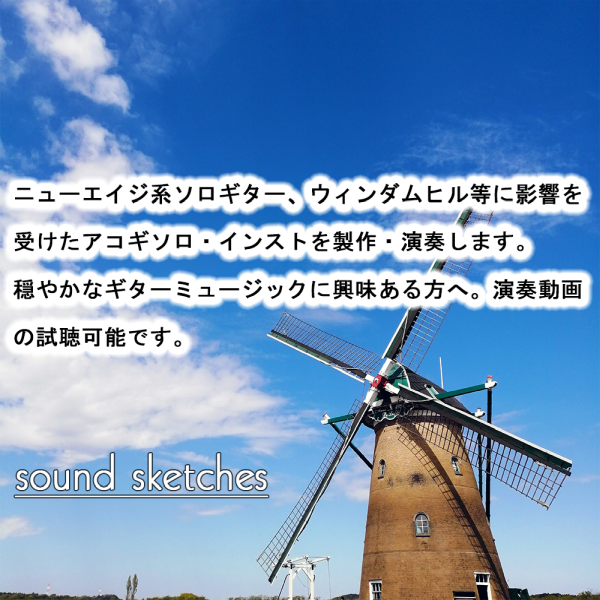 ニューエイジ系ソロギター、ウィンダムヒル等に影響を
受けたアコギソロ・インストを製作・演奏します。
穏やかなギターミュージックに興味ある方へ。演奏動画
の試聴可能です。
sound sketches